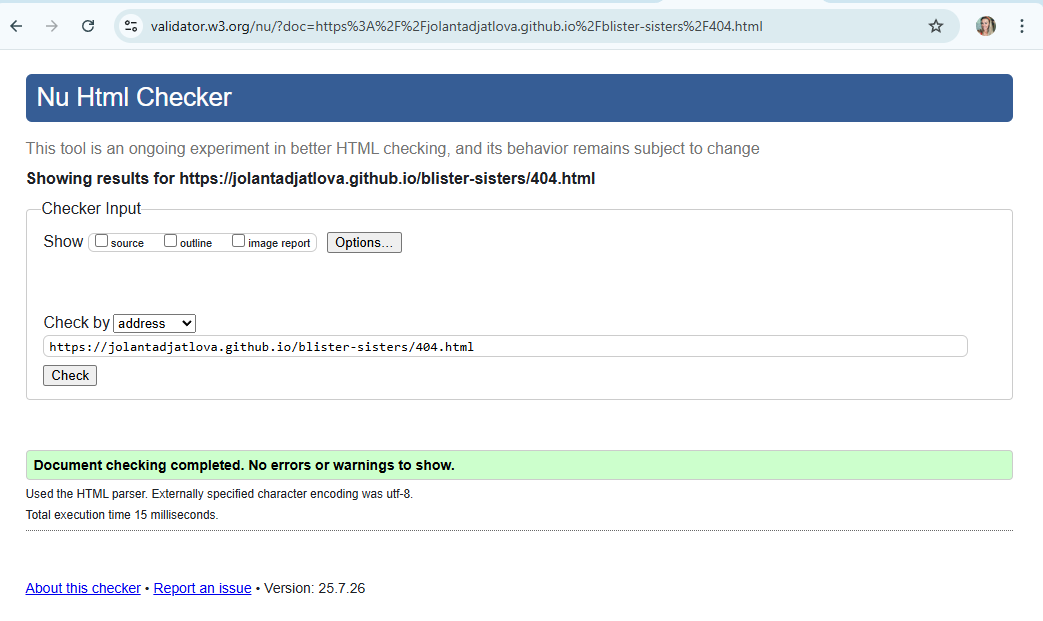 validator.w3.org/nu/?doc=https%3A%2F%2Fjolantadjatlova.github.io%2Fblister-sisters%2F404.html
Nu Html Checker
This tool is an ongoing experiment in better HTML checking, and its behavior remains subject to change
Showing results for https://jolantadjatlova.github.io/blister-sisters/404.html
Checker Input
Show source outline image report Options...
Check by address
https://jolantadjatlova.github.io/blister-sisters/404.html
Check
Document checking completed. No errors or warnings to show.
Used the HTML parser. Externally specified character encoding was utf-8.
Total execution time 15 milliseconds.
About this checker • Report an issue • Version: 25.7.26